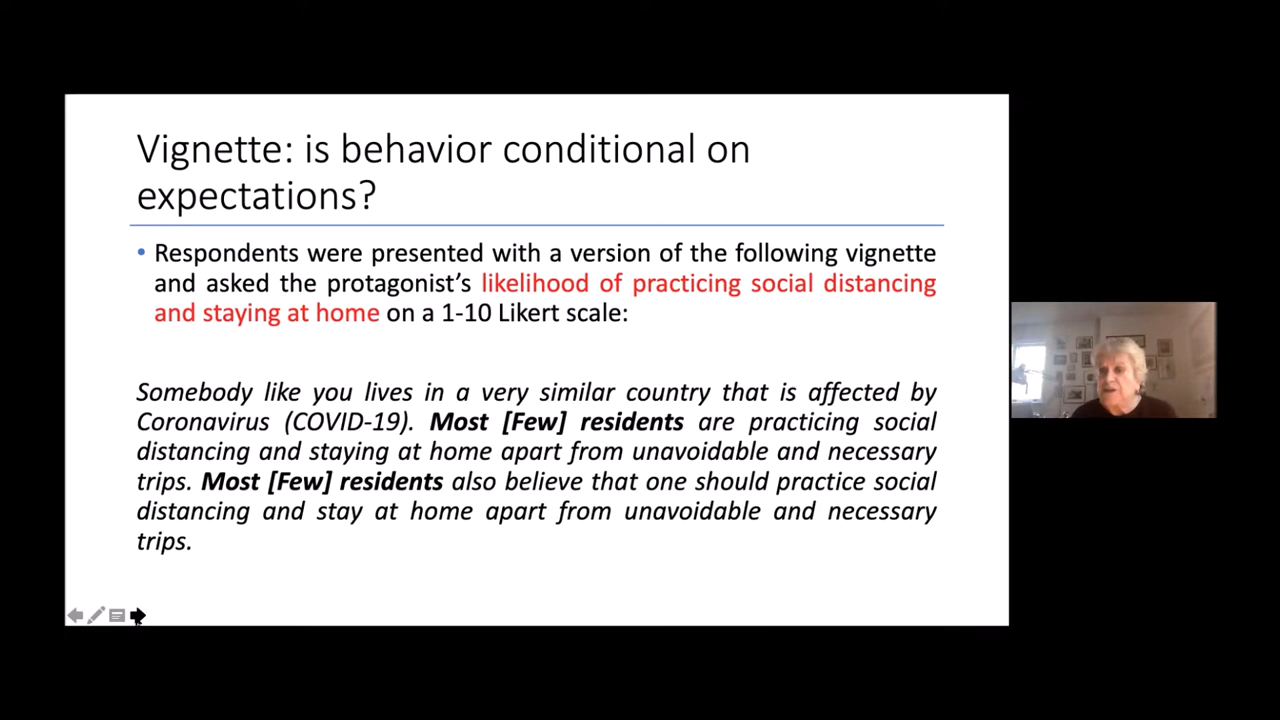 Vignette: is behavior conditional on
expectations?
• Respondents were presented with a version of the following vignette
and asked the protagonist’s likelihood of practicing social distancing
and staying at home on a 1-10 Likert scale:
Somebody like you lives in a very similar country that is affected by
Coronavirus (COVID-19). Most [Few] residents are practicing social
distancing and staying at home apart from unavoidable and necessary
trips. Most [Few] residents also believe that one should practice social
distancing and stay at home apart from unavoidable and necessary
trips.